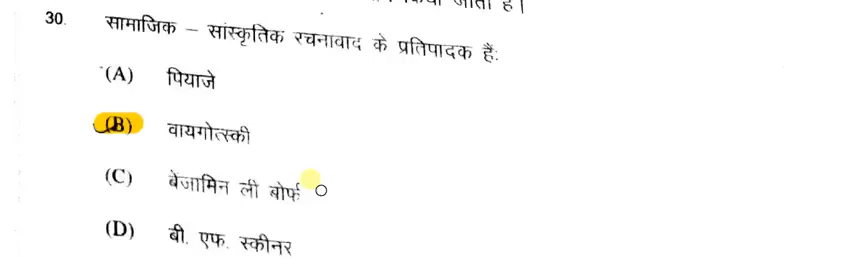 जाता है।
30. सामाजिक – सांस्कृतिक रचनावाद के प्रतिपादक हैं:
(A) पियाजे
(B) वायगोत्स्की
(C) बेंजामिन ली बोर्फ
(D) बी. एफ. स्कीनर